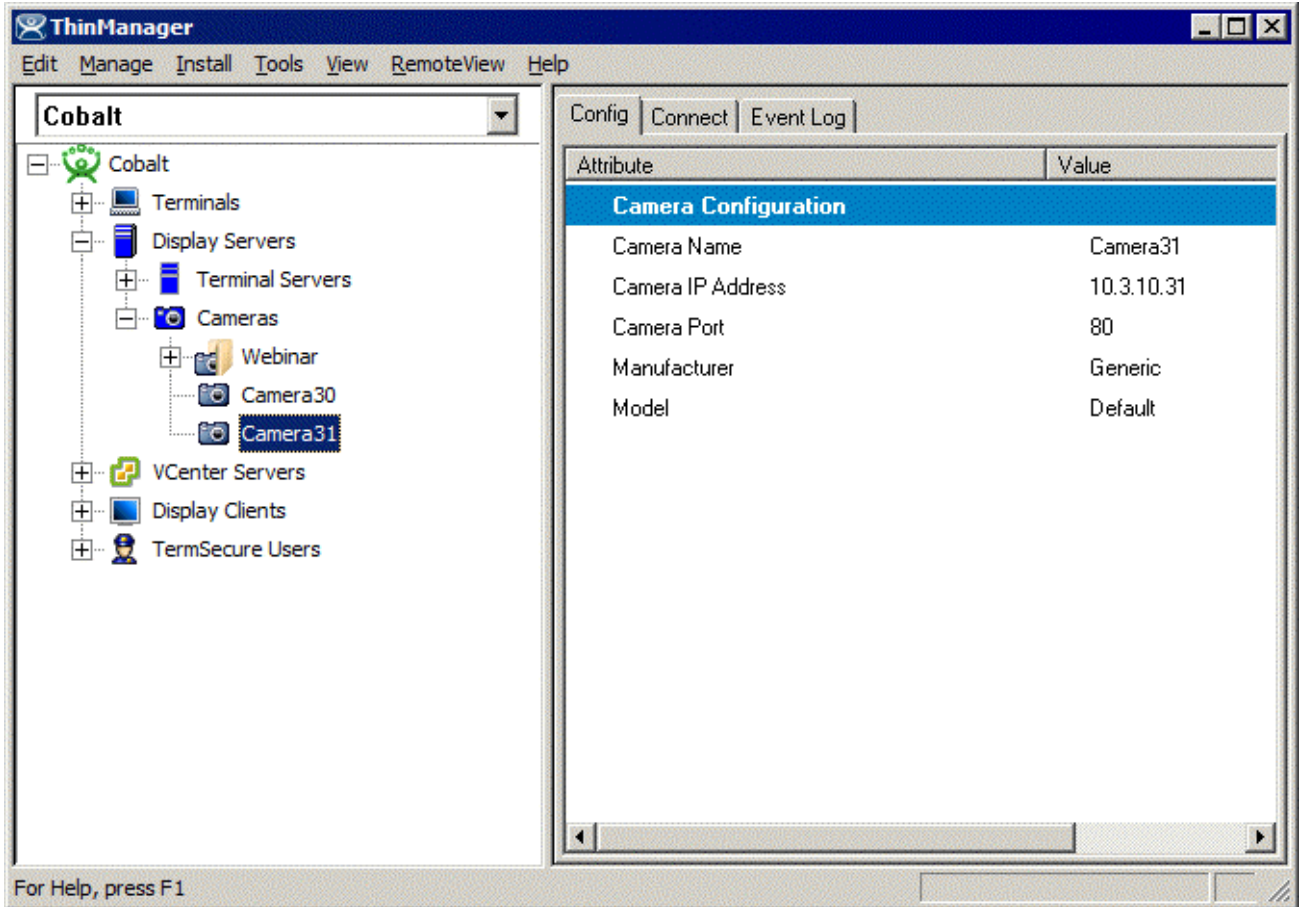 ThinManager
Edit Manage Install Tools View RemoteView Help
Cobalt
Cobalt
Terminals
Display Servers
Terminal Servers
Cameras
Webinar
Camera30
Camera31
VCenter Servers
Display Clients
TermSecure Users
Config Connect Event Log
Attribute Value
Camera Configuration
Camera Name Camera31
Camera IP Address 10.3.10.31
Camera Port 80
Manufacturer Generic
Model Default
For Help, press F1